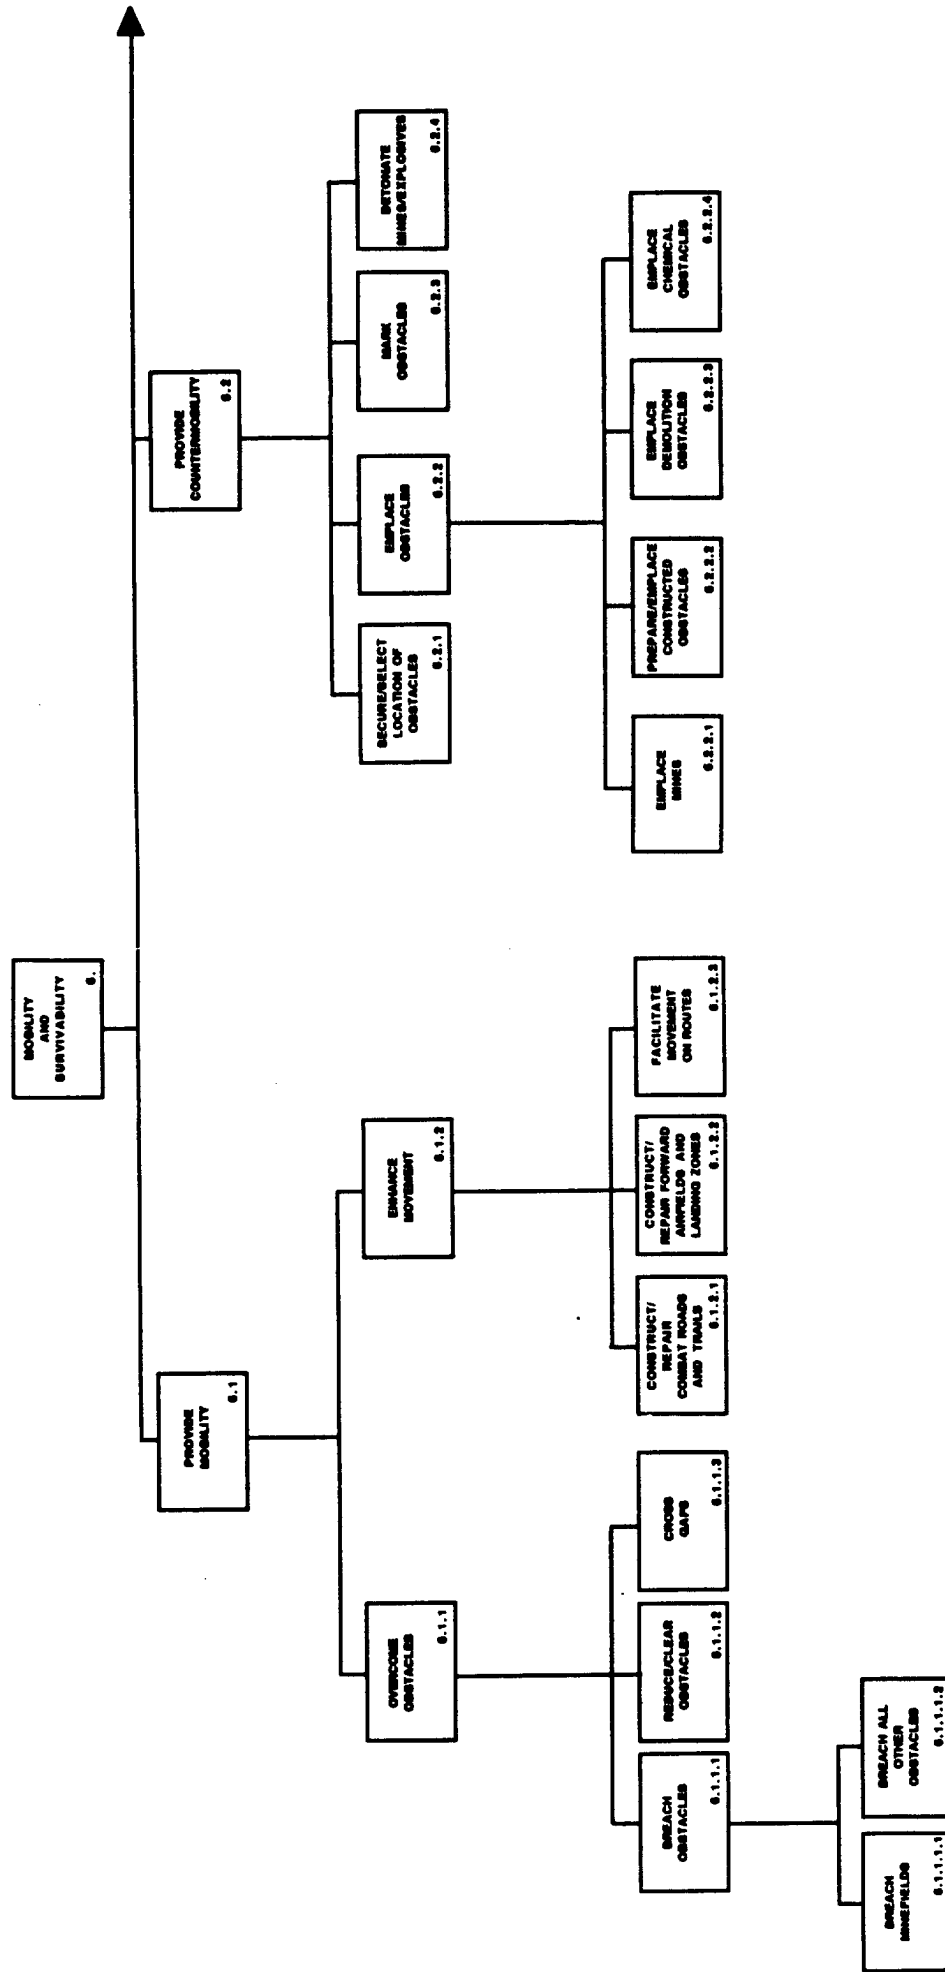 MOBILITY
AND
SURVIVABILITY
6.
PROVIDE
MOBILITY
6.1
PROVIDE
COUNTERMOBILITY
6.2
OVERCOME
OBSTACLES
6.1.1
ENHANCE
MOVEMENT
6.1.2
SECURE/SELECT
LOCATION OF
OBSTACLES
6.2.1
EMPLACE
OBSTACLES
6.2.2
MARK
OBSTACLES
6.2.3
DETONATE
MINES/EXPLOSIVES
6.2.4
BREACH
OBSTACLES
6.1.1.1
REDUCE/CLEAR
OBSTACLES
6.1.1.2
CROSS
GAPS
6.1.1.3
CONSTRUCT/
REPAIR
COMBAT ROADS
AND TRAILS
6.1.2.1
CONSTRUCT/
REPAIR FORWARD
AIRFIELDS AND
LANDING ZONES
6.1.2.2
FACILITATE
MOVEMENT
ON ROUTES
6.1.2.3
EMPLACE
MINES
6.2.2.1
PREPARE/EMPLACE
CONSTRUCTED
OBSTACLES
6.2.2.2
EMPLACE
DEMOLITION
OBSTACLES
6.2.2.3
EMPLACE
CHEMICAL
OBSTACLES
6.2.2.4
BREACH
MINEFIELDS
6.1.1.1.1
BREACH ALL
OTHER
OBSTACLES
6.1.1.1.2